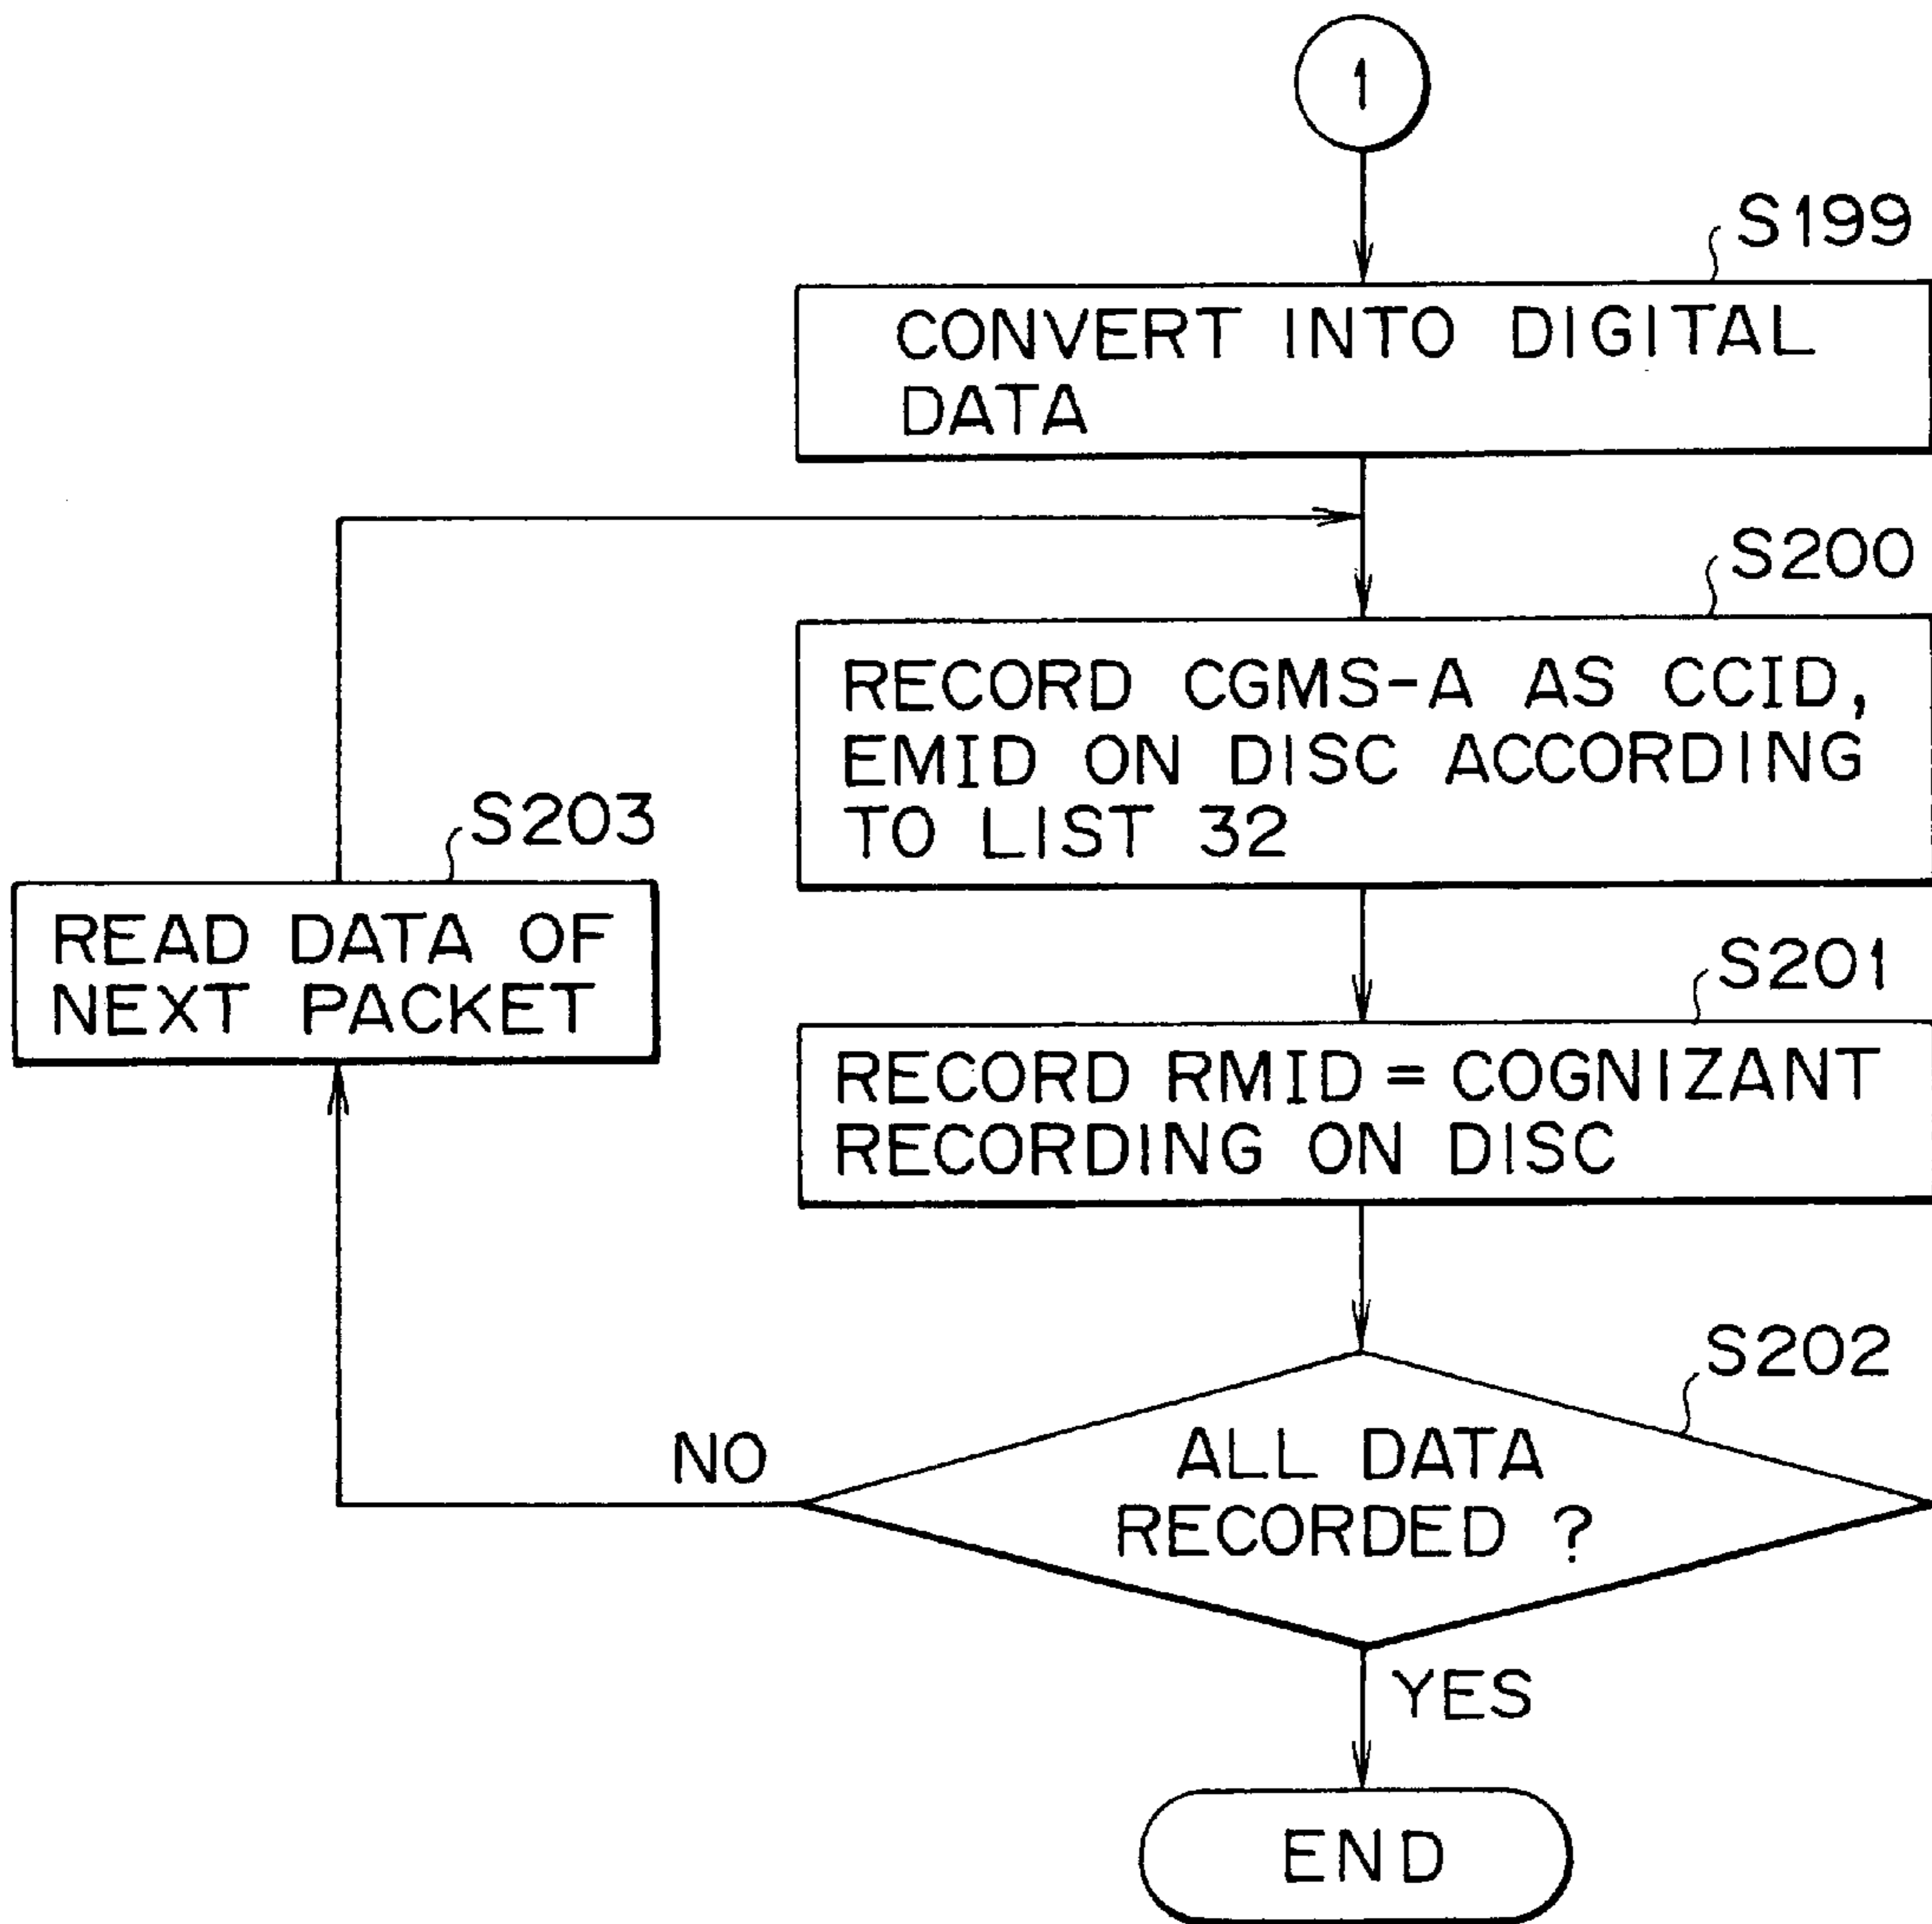 1
S199
CONVERT INTO DIGITAL
DATA
S200
RECORD CGMS-A AS CCID,
EMID ON DISC ACCORDING
TO LIST 32
S203
READ DATA OF
NEXT PACKET
S201
RECORD RMID = COGNIZANT
RECORDING ON DISC
S202
ALL DATA
RECORDED ?
NO
YES
END